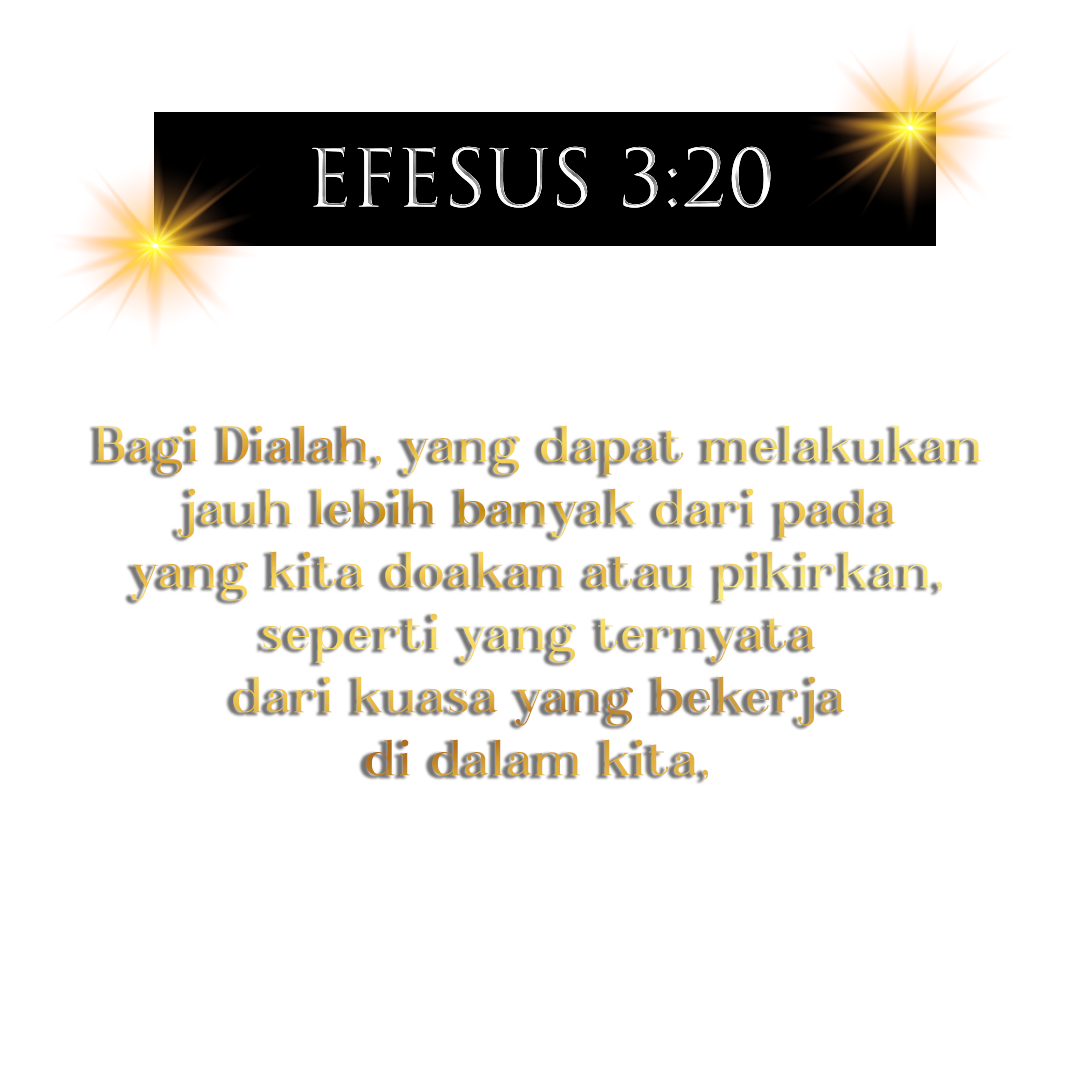 EFESUS 3:20
Bagi Dialah, yang dapat melakukan
jauh lebih banyak dari pada
yang kita doakan atau pikirkan,
seperti yang ternyata
dari kuasa yang bekerja
di dalam kita,